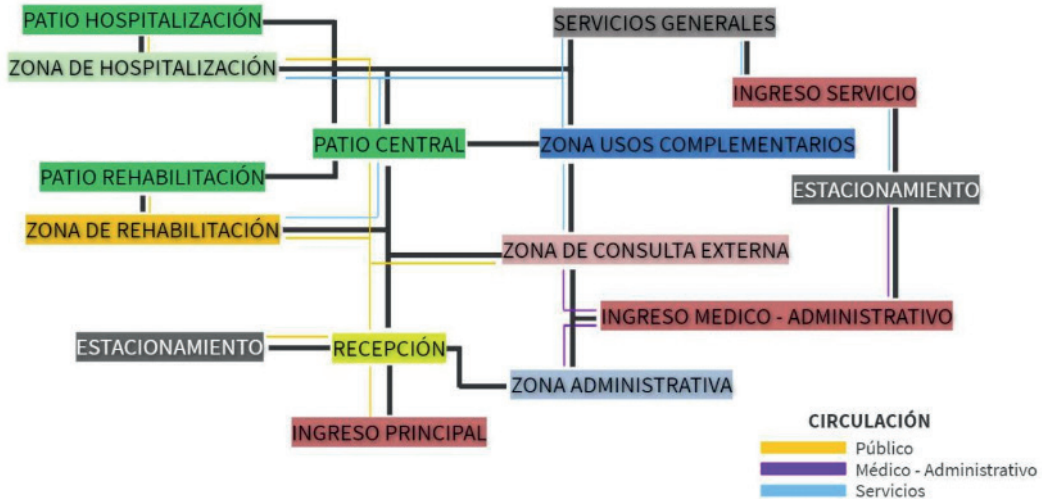 PATIO HOSPITALIZACIÓN
SERVICIOS GENERALES
ZONA DE HOSPITALIZACIÓN
INGRESO SERVICIO
PATIO CENTRAL
ZONA USOS COMPLEMENTARIOS
PATIO REHABILITACIÓN
ESTACIONAMIENTO
ZONA DE REHABILITACIÓN
ZONA DE CONSULTA EXTERNA
INGRESO MEDICO - ADMINISTRATIVO
ESTACIONAMIENTO
RECEPCIÓN
ZONA ADMINISTRATIVA
INGRESO PRINCIPAL
CIRCULACIÓN
Público
Médico - Administrativo
Servicios